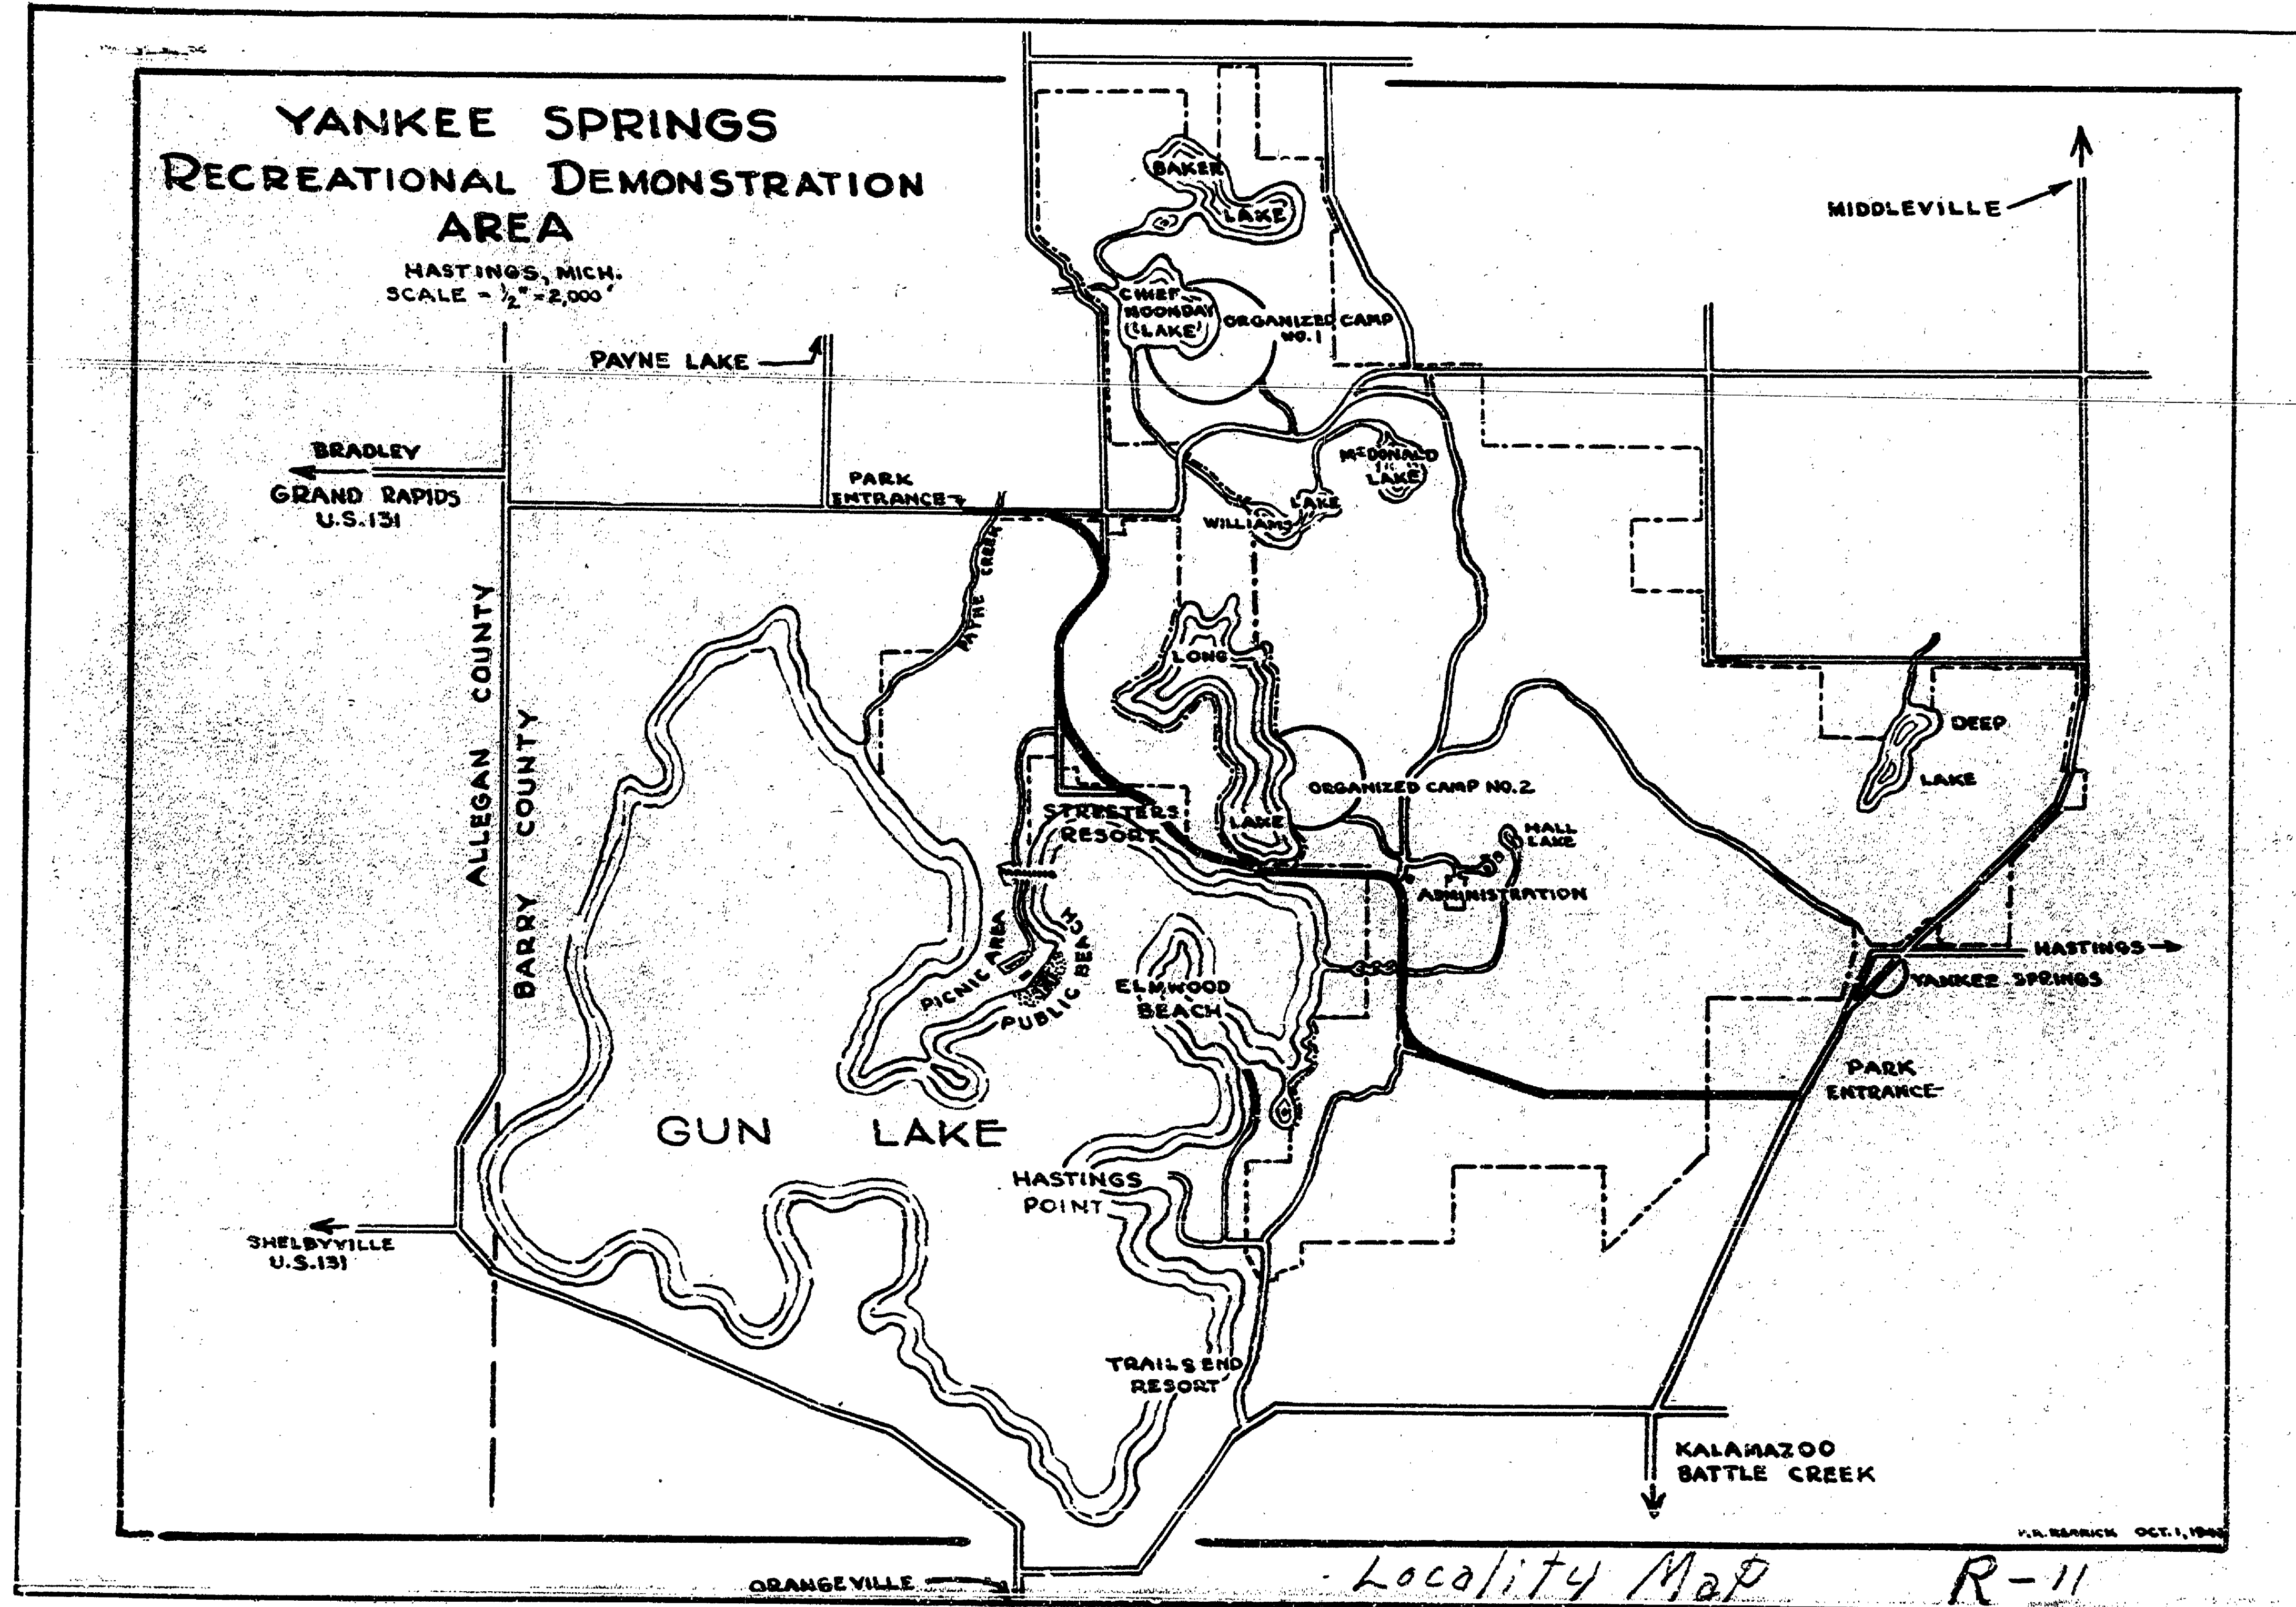 YANKEE SPRINGS
RECREATIONAL DEMONSTRATION
AREA
HASTINGS, MICH.
SCALE = ½" = 2,000'
MIDDLEVILLE
BAKER
LAKE
CHIEF
NOONDAY
LAKE
ORGANIZED CAMP
NO. 1
PAYNE LAKE
BRADLEY
GRAND RAPIDS
U.S. 131
PARK
ENTRANCE
McDONALD
LAKE
WILLIAMS
LAKE
PAYNE CREEK
ALLEGAN COUNTY
BARRY COUNTY
LONG
LAKE
DEEP
LAKE
ORGANIZED CAMP NO. 2
STREETERS
RESORT
HALL
LAKE
PARKING
ADMINISTRATION
PICNIC AREA
PUBLIC BEACH
HASTINGS
YANKEE SPRINGS
ELMWOOD
BEACH
PARK
ENTRANCE
GUN LAKE
HASTINGS
POINT
SHELBYVILLE
U.S. 131
TRAILS END
RESORT
KALAMAZOO
BATTLE CREEK
OCT. 1,
ORANGEVILLE
Locality Map R-11